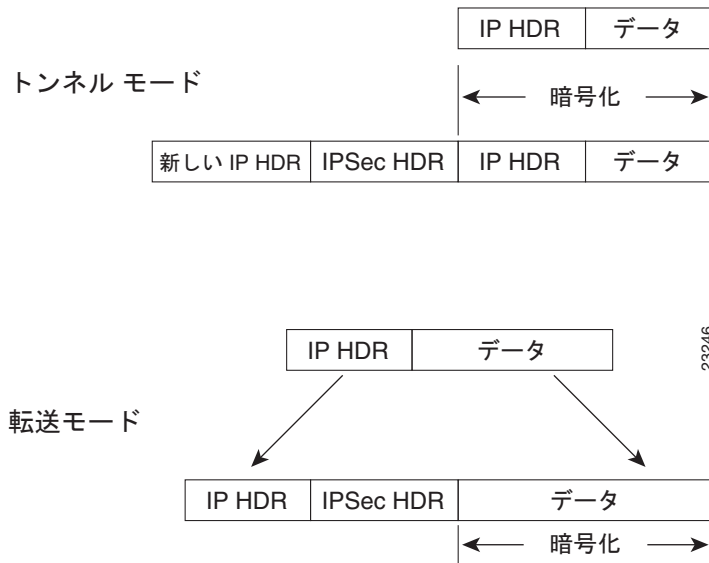 IP HDR データ
トンネル モード
暗号化
新しい IP HDR IPSec HDR IP HDR データ
IP HDR データ
23246
転送モード
IP HDR IPSec HDR データ
暗号化